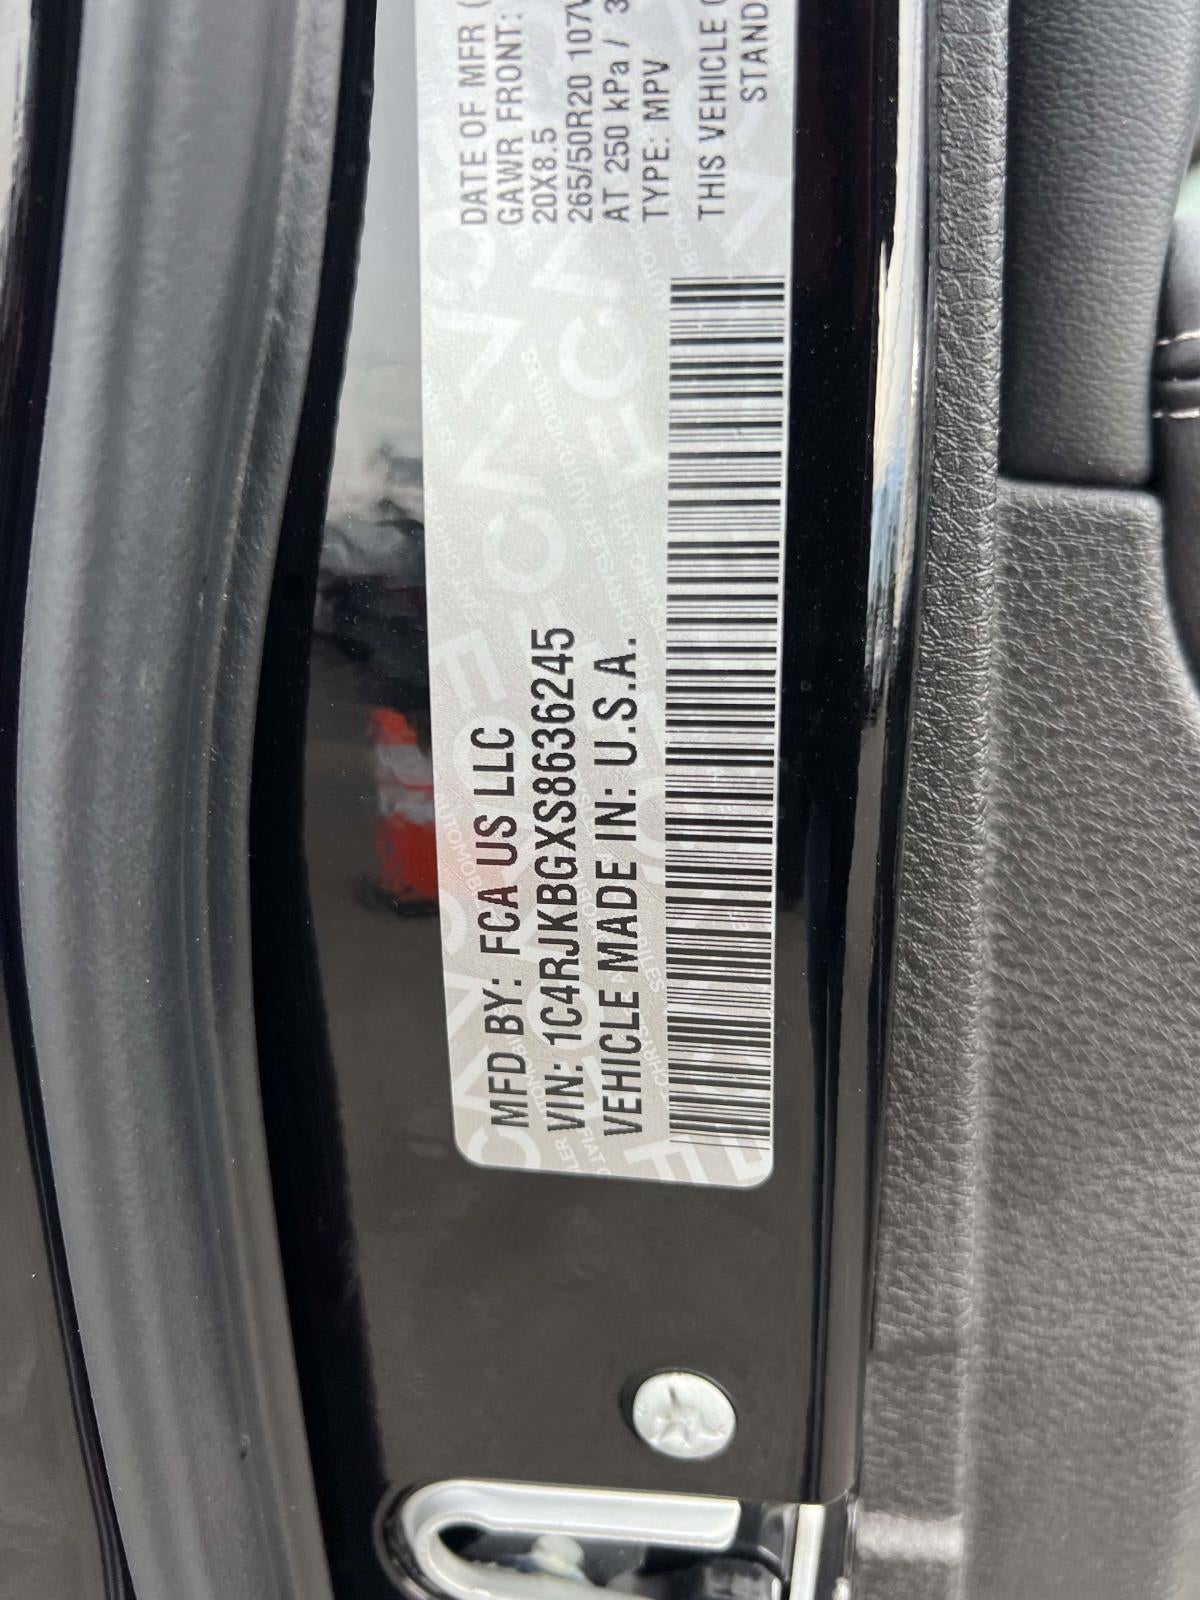 MFD BY: FCA US LLC
VIN: 1C4RJKBGXS8636245
VEHICLE MADE IN: U.S.A.
DATE OF MFR
GAWR FRONT:
20X8.5
265/50R20 107V
AT 250 kPa / 3
TYPE: MPV
THIS VEHICLE
STAND